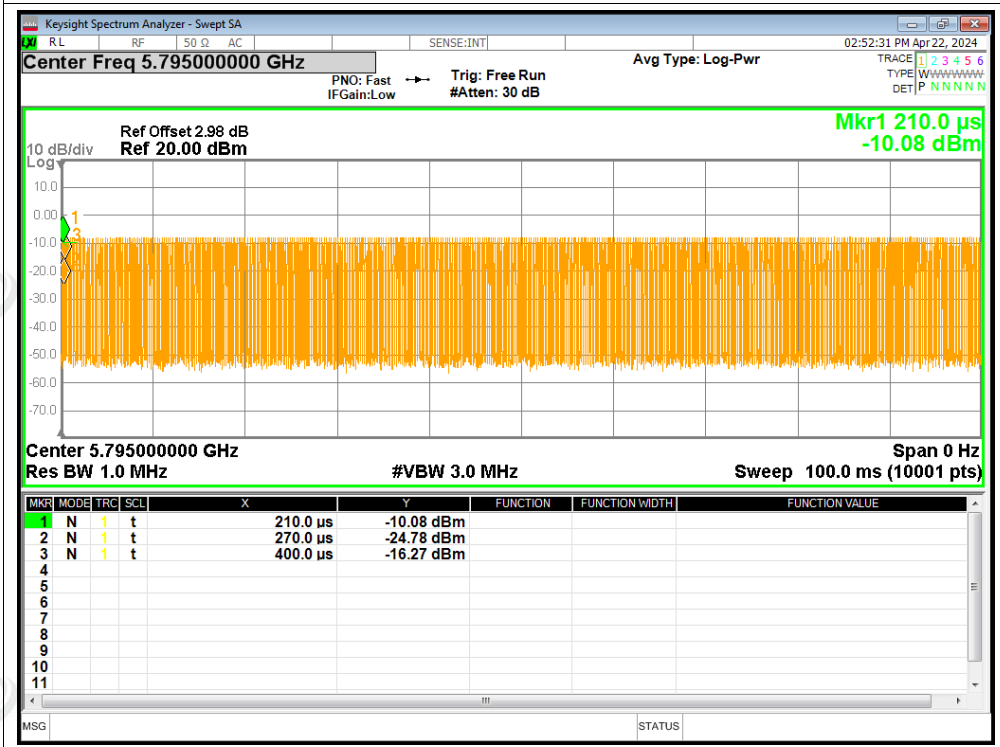 Keysight Spectrum Analyzer - Swept SA
LXI RL RF 50 Ω AC SENSE:INT 02:52:31 PM Apr 22, 2024
Center Freq 5.795000000 GHz Avg Type: Log-Pwr TRACE 1 2 3 4 5 6
PNO: Fast Trig: Free Run TYPE WWWWWWW
IFGain:Low #Atten: 30 dB DET P N N N N N
Mkr1 210.0 µs
Ref Offset 2.98 dB
10 dB/div Ref 20.00 dBm -10.08 dBm
Log
10.0
0.00 1
3
-10.0
-20.0
-30.0
-40.0
-50.0
-60.0
-70.0
Center 5.795000000 GHz Span 0 Hz
Res BW 1.0 MHz #VBW 3.0 MHz Sweep 100.0 ms (10001 pts)
MKR MODE TRC SCL X Y FUNCTION FUNCTION WIDTH FUNCTION VALUE
1 N 1 t 210.0 µs -10.08 dBm
2 N 1 t 270.0 µs -24.78 dBm
3 N 1 t 400.0 µs -16.27 dBm
4
5
6
7
8
9
10
11
MSG STATUS